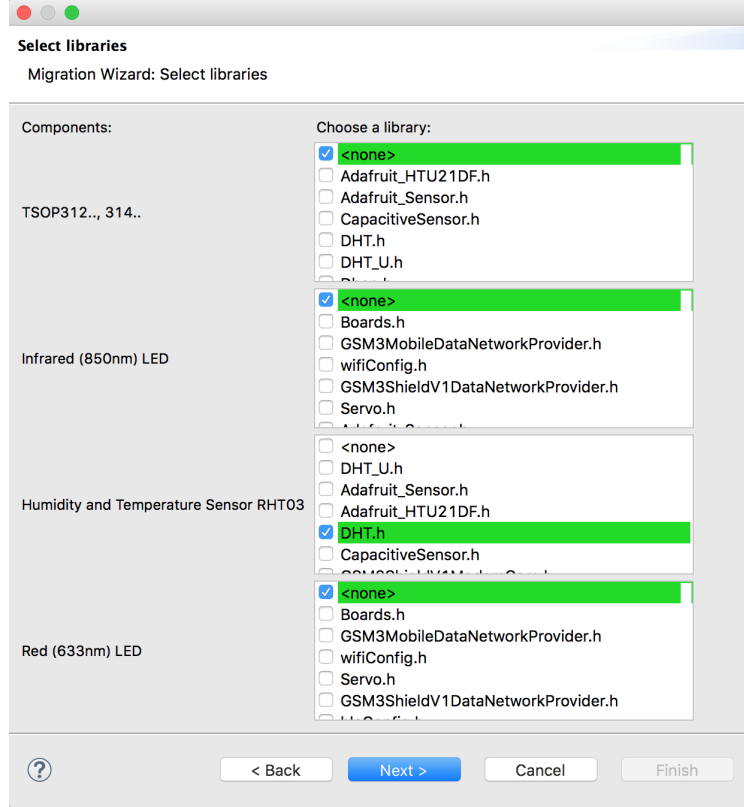 Select libraries
Migration Wizard: Select libraries
Components:
Choose a library:
TSOP312.., 314..
<none>
Adafruit_HTU21DF.h
Adafruit_Sensor.h
CapacitiveSensor.h
DHT.h
DHT_U.h
Infrared (850nm) LED
<none>
Boards.h
GSM3MobileDataNetworkProvider.h
wifiConfig.h
GSM3ShieldV1DataNetworkProvider.h
Servo.h
Humidity and Temperature Sensor RHT03
<none>
DHT_U.h
Adafruit_Sensor.h
Adafruit_HTU21DF.h
DHT.h
CapacitiveSensor.h
Red (633nm) LED
<none>
Boards.h
GSM3MobileDataNetworkProvider.h
wifiConfig.h
Servo.h
GSM3ShieldV1DataNetworkProvider.h
?
< Back
Next >
Cancel
Finish